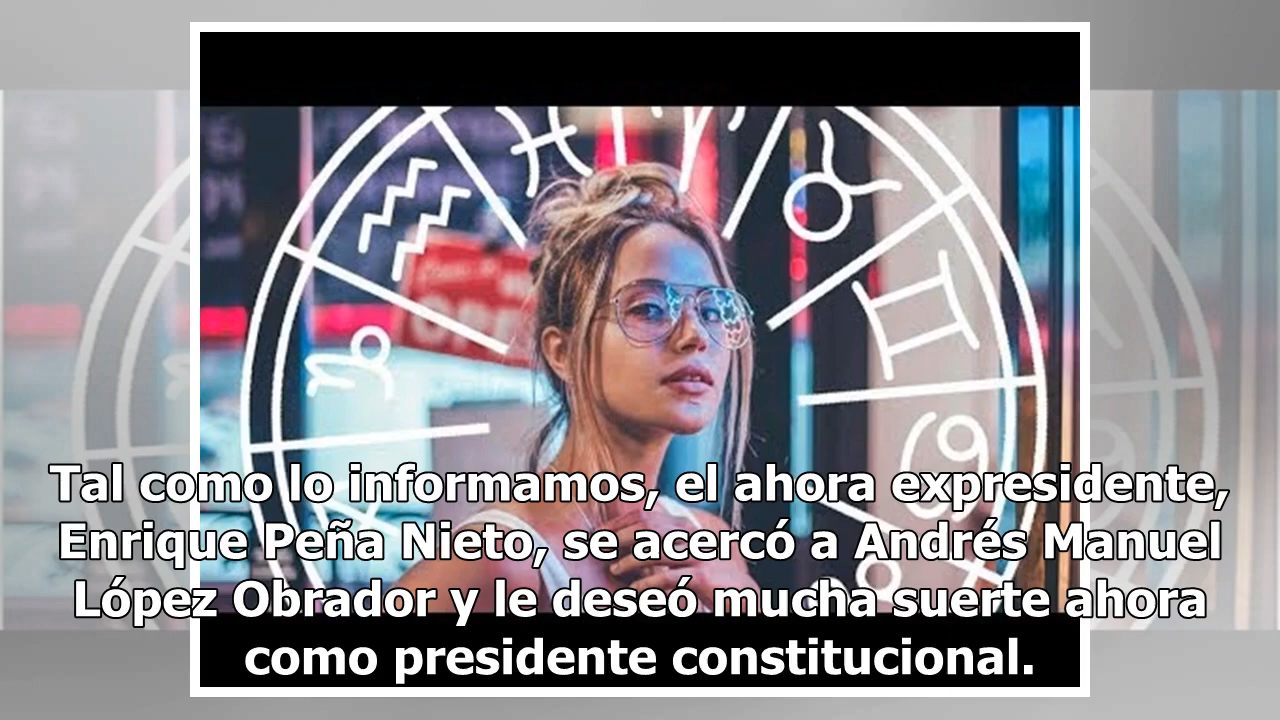 Tal como lo informamos, el ahora expresidente,
Enrique Peña Nieto, se acercó a Andrés Manuel
López Obrador y le deseó mucha suerte ahora
como presidente constitucional.